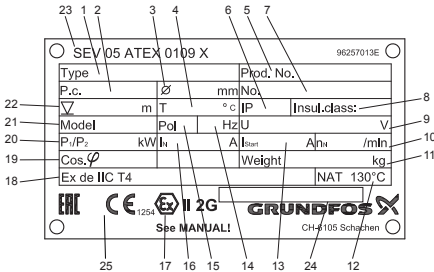 23 1 2 3 4 6 5 7
SEV 05 ATEX 0109 X 96257013E
Type Prod. No.
P.c. Ø mm No.
22 ▽ m T °C IP Insul.class: 8
21 Model Pol Hz U V 9
20 P₁/P₂ kW Iₙ A Iₛₜₐᵣₜ A nₙ /mln 10
19 Cos.φ Weight kg 11
18 Ex de IIC T4 NAT 130°C
EAC CE 1254 Ex II 2G GRUNDFOS X
See MANUAL! CH-6105 Schachen
25 17 16 15 14 13 24 12